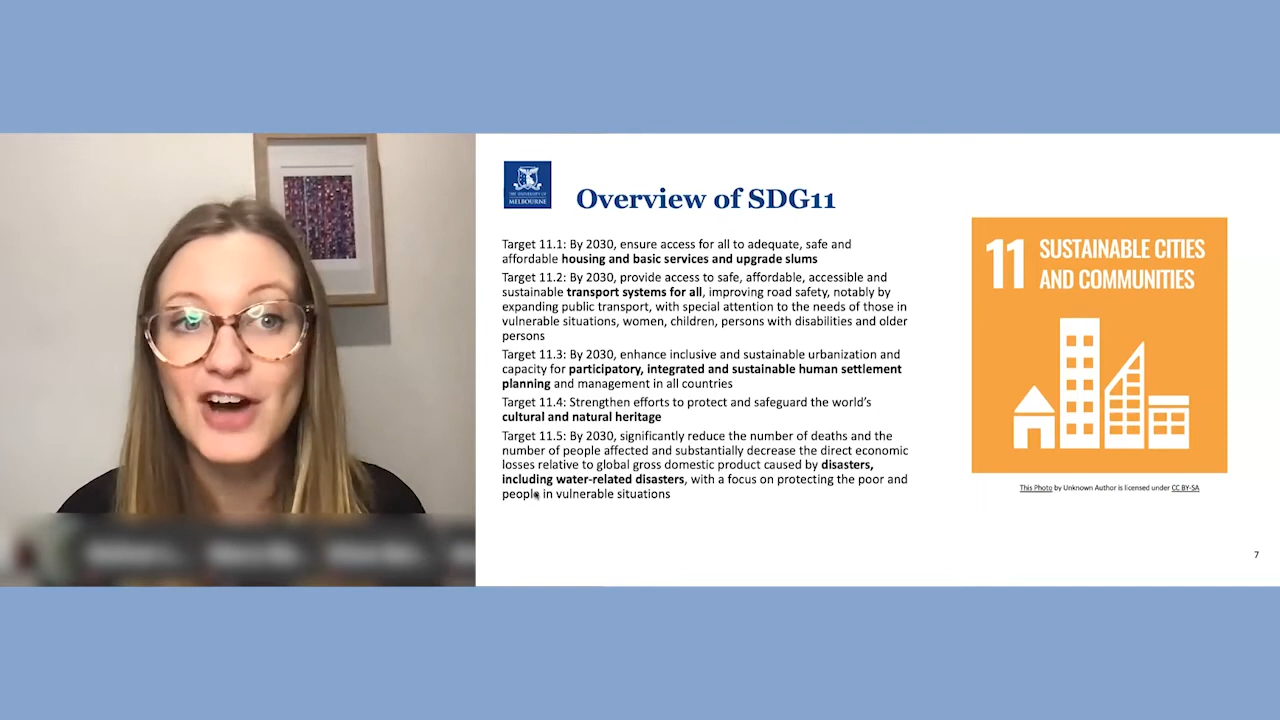 THE UNIVERSITY OF
MELBOURNE
Overview of SDG11
Target 11.1: By 2030, ensure access for all to adequate, safe and
affordable housing and basic services and upgrade slums
Target 11.2: By 2030, provide access to safe, affordable, accessible and
sustainable transport systems for all, improving road safety, notably by
expanding public transport, with special attention to the needs of those in
vulnerable situations, women, children, persons with disabilities and older
persons
Target 11.3: By 2030, enhance inclusive and sustainable urbanization and
capacity for participatory, integrated and sustainable human settlement
planning and management in all countries
Target 11.4: Strengthen efforts to protect and safeguard the world's
cultural and natural heritage
Target 11.5: By 2030, significantly reduce the number of deaths and the
number of people affected and substantially decrease the direct economic
losses relative to global gross domestic product caused by disasters,
including water-related disasters, with a focus on protecting the poor and
people in vulnerable situations
11 SUSTAINABLE CITIES
AND COMMUNITIES
This Photo by Unknown Author is licensed under CC BY-SA
7